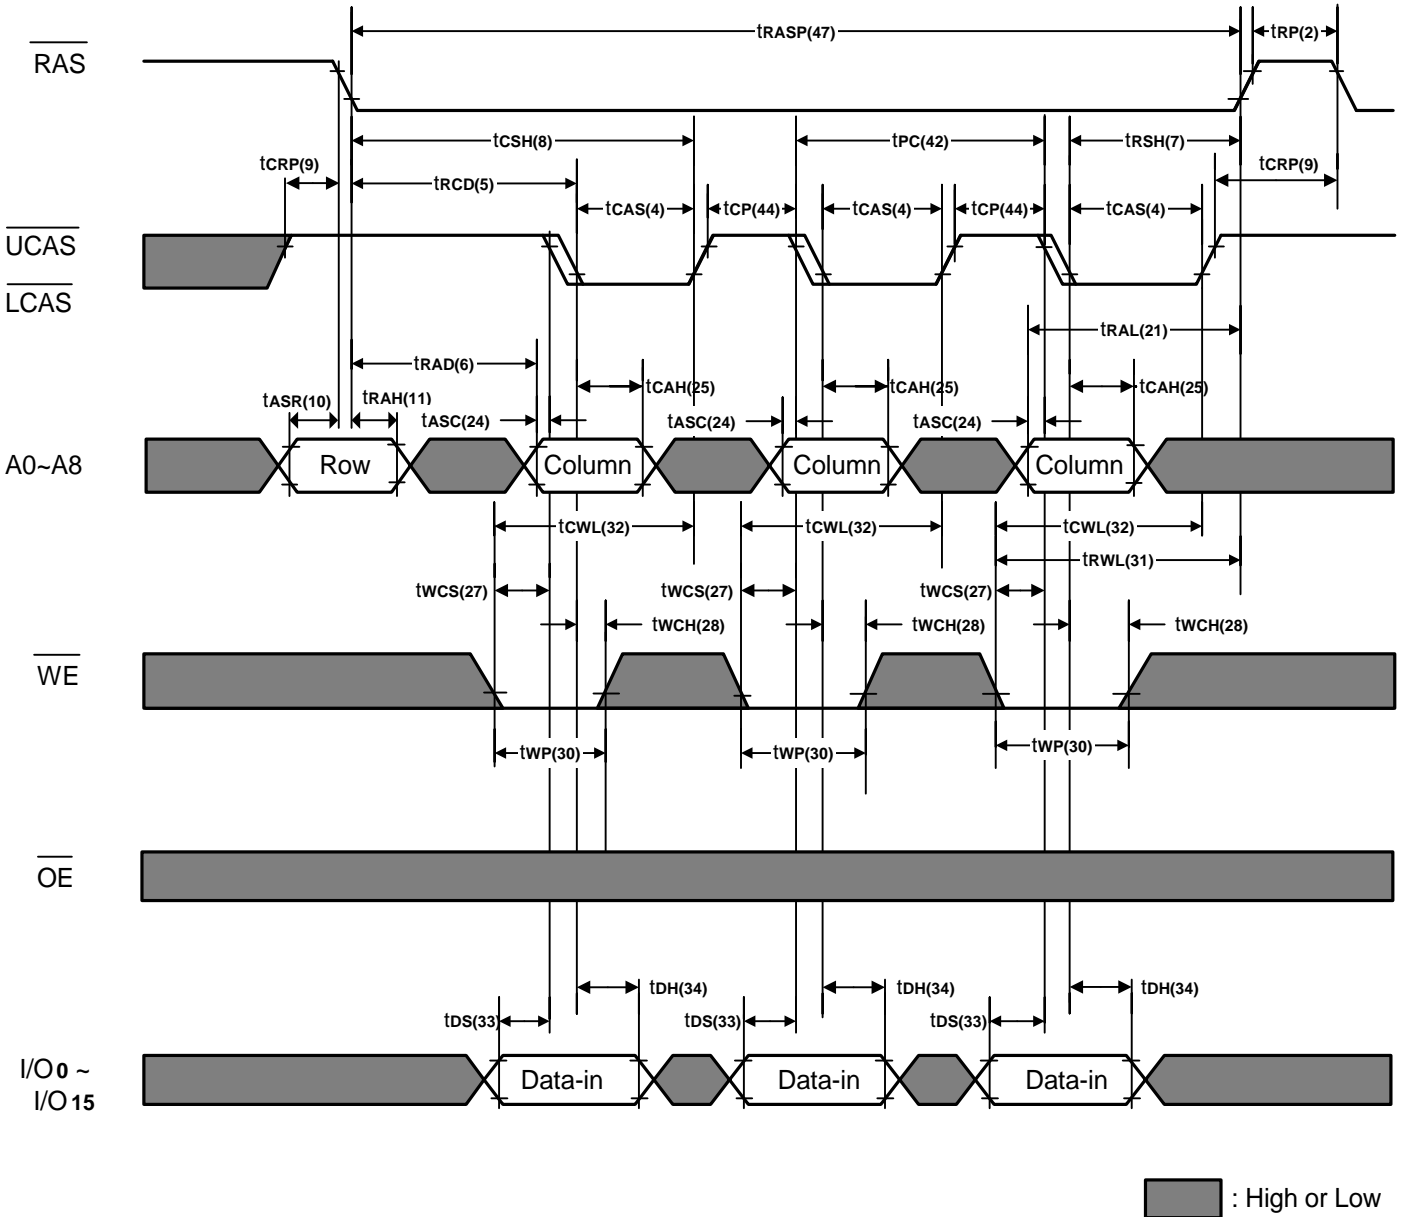 tRASP(47) tRP(2)
RAS
tCSH(8) tPC(42) tRSH(7)
tCRP(9) tRCD(5) tCRP(9)
tCAS(4) tCP(44) tCAS(4) tCP(44) tCAS(4)
UCAS
LCAS
tRAL(21)
tRAD(6)
tCAH(25) tCAH(25) tCAH(25)
tASR(10) tRAH(11)
tASC(24) tASC(24) tASC(24)
A0~A8 Row Column Column Column
tCWL(32) tCWL(32) tCWL(32)
tRWL(31)
tWCS(27) tWCS(27) tWCS(27)
tWCH(28) tWCH(28) tWCH(28)
WE
tWP(30) tWP(30) tWP(30)
OE
tDH(34) tDH(34) tDH(34)
tDS(33) tDS(33) tDS(33)
I/O0 ~
I/O15
Data-in Data-in Data-in
: High or Low